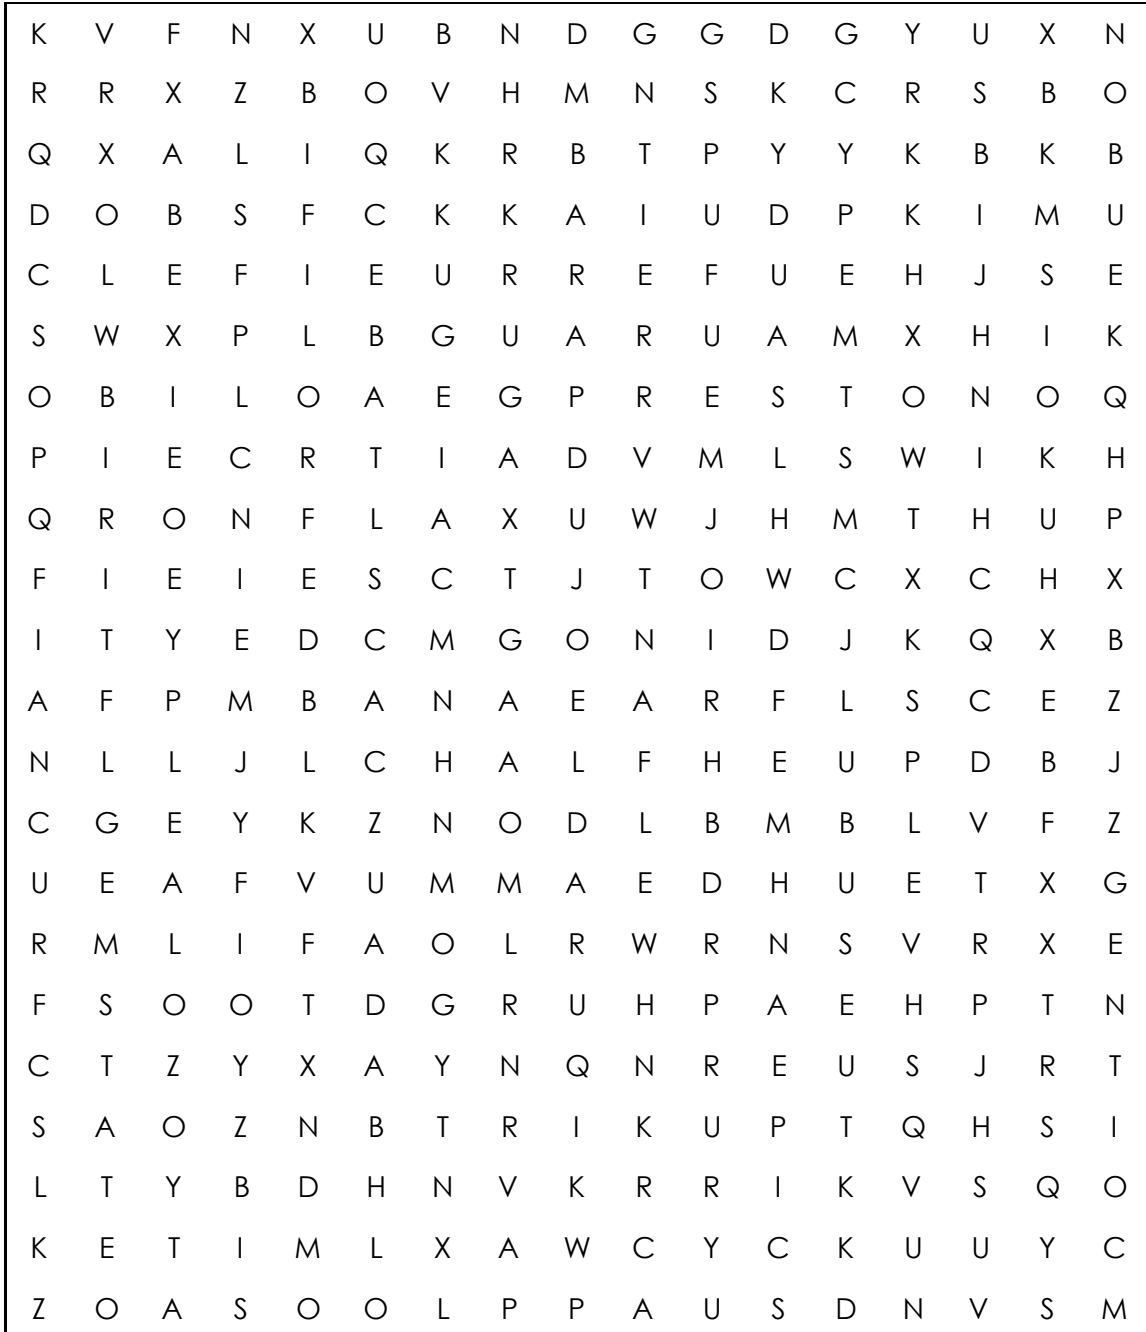 K V F N X U B N D G G D G Y U X N
R R X Z B O V H M N S K C R S B O
Q X A L I Q K R B T P Y Y K B K B
D O B S F C K K A I U D P K I M U
C L E F I E U R R E F U E H J S E
S W X P L B G U A R U A M X H I K
O B I L O A E G P R E S T O N O Q
P I E C R T I A D V M L S W I K H
Q R O N F L A X U W J H M T H U P
F I E I E S C T J T O W C X C H X
I T Y E D C M G O N I D J K Q X B
A F P M B A N A E A R F L S C E Z
N L L J L C H A L F H E U P D B J
C G E Y K Z N O D L B M B L V F Z
U E A F V U M M A E D H U E T X G
R M L I F A O L R W R N S V R X E
F S O O T D G R U H P A E H P T N
C T Z Y X A Y N Q N R E U S J R T
S A O Z N B T R I K U P T Q H S I
L T Y B D H N V K R R I K V S Q O
K E T I M L X A W C Y C K U U Y C
Z O A S O O L P P A U S D N V S M